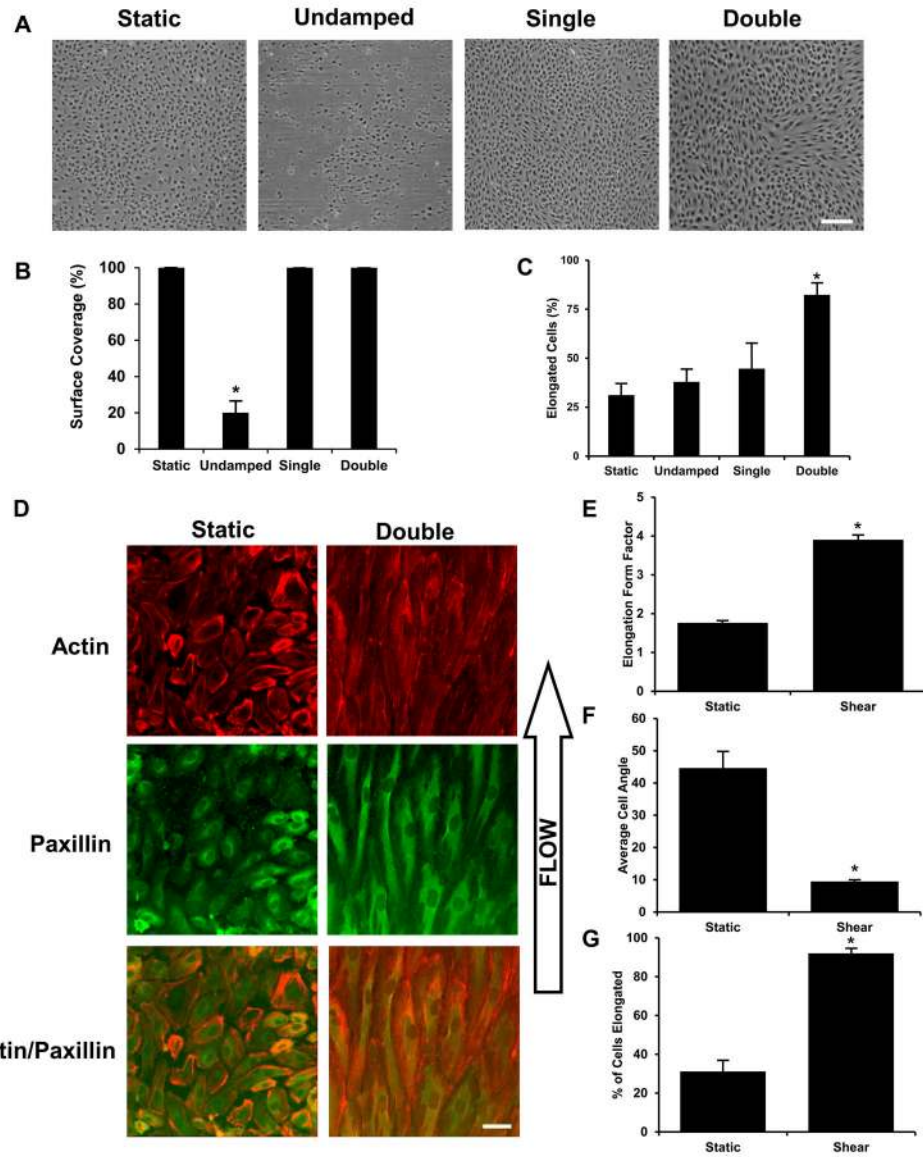 A
Static Undamped Single Double
B
Surface Coverage (%)
100
80
60
40
20
0
*
Static Undamped Single Double
C
Elongated Cells (%)
100
75
50
25
0
*
Static Undamped Single Double
D
Static Double
Actin
Paxillin
tin/Paxillin
FLOW
E
Elongation Form Factor
5
4
3
2
1
0
*
Static Shear
F
Average Cell Angle
60
50
40
30
20
10
0
*
Static Shear
G
% of Cells Elongated
100
80
60
40
20
0
*
Static Shear